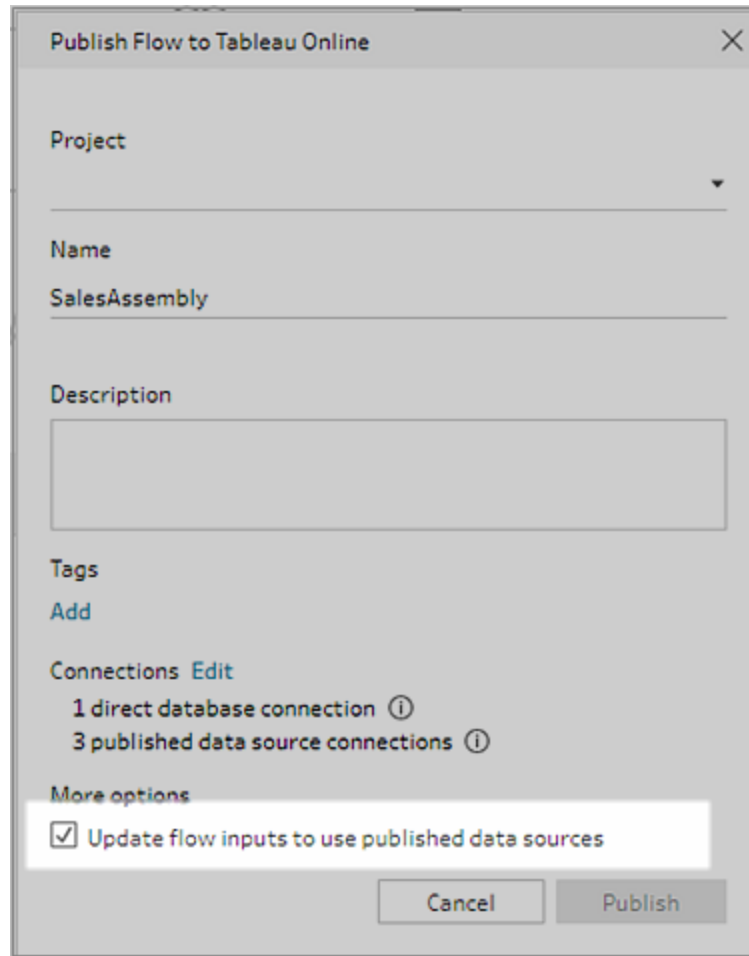 Publish Flow to Tableau Online
Project
Name
SalesAssembly
Description
Tags
Add
Connections Edit
1 direct database connection
3 published data source connections
More options
Update flow inputs to use published data sources
Cancel Publish